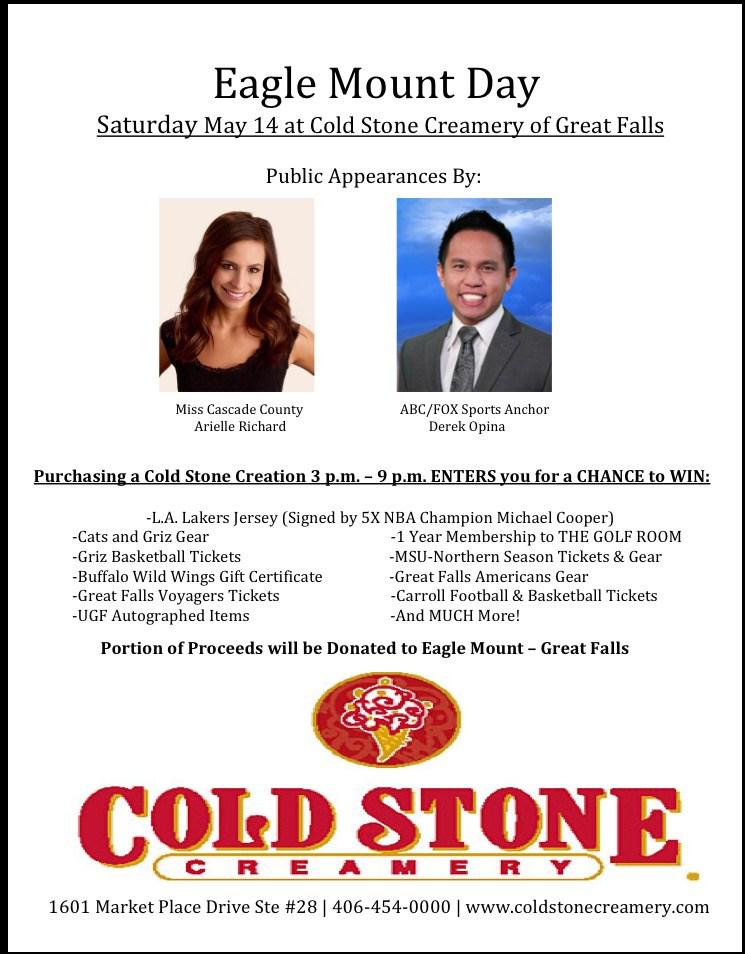 Eagle Mount Day
Saturday May 14 at Cold Stone Creamery of Great Falls
Public Appearances By:
Miss Cascade County
Arielle Richard
ABC/FOX Sports Anchor
Derek Opina
Purchasing a Cold Stone Creation 3 p.m. – 9 p.m. ENTERS you for a CHANCE to WIN:
-L.A. Lakers Jersey (Signed by 5X NBA Champion Michael Cooper)
-Cats and Griz Gear
-Griz Basketball Tickets
-Buffalo Wild Wings Gift Certificate
-Great Falls Voyagers Tickets
-UGF Autographed Items
-1 Year Membership to THE GOLF ROOM
-MSU-Northern Season Tickets & Gear
-Great Falls Americans Gear
-Carroll Football & Basketball Tickets
-And MUCH More!
Portion of Proceeds will be Donated to Eagle Mount – Great Falls
COLD STONE
CREAMERY
1601 Market Place Drive Ste #28 | 406-454-0000 | www.coldstonecreamery.com